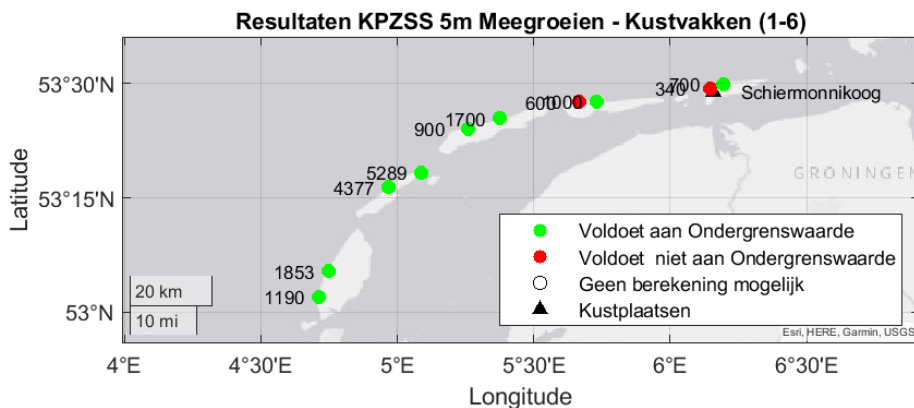 Resultaten KPZSS 5m Meegroeien - Kustvakken (1-6)
53°30'N
53°15'N
53°N
Latitude
700
340
Schiermonnikoog
600
1000
1700
900
5289
4377
1853
1190
GRONINGEN
Voldoet aan Ondergrenswaarde
Voldoet niet aan Ondergrenswaarde
Geen berekening mogelijk
Kustplaatsen
20 km
10 mi
Esri, HERE, Garmin, USGS
4°E
4°30'E
5°E
5°30'E
6°E
6°30'E
Longitude